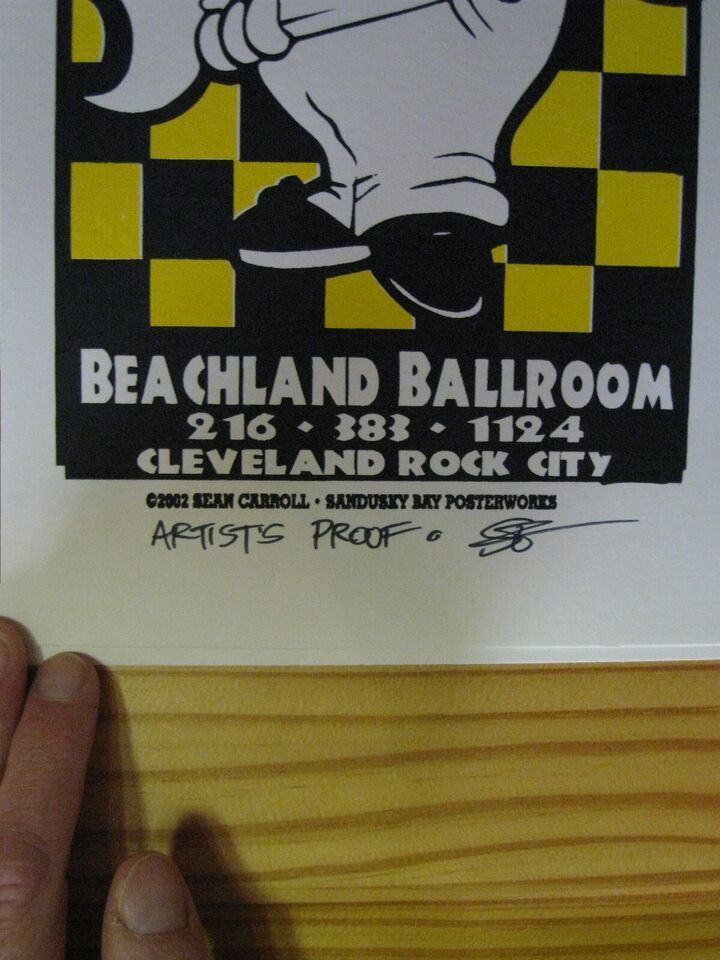 BEACHLAND BALLROOM
216 • 383 • 1124
CLEVELAND ROCK CITY
©2002 SEAN CARROLL • SANDUSKY BAY POSTERWORKS
ARTIST'S PROOF •